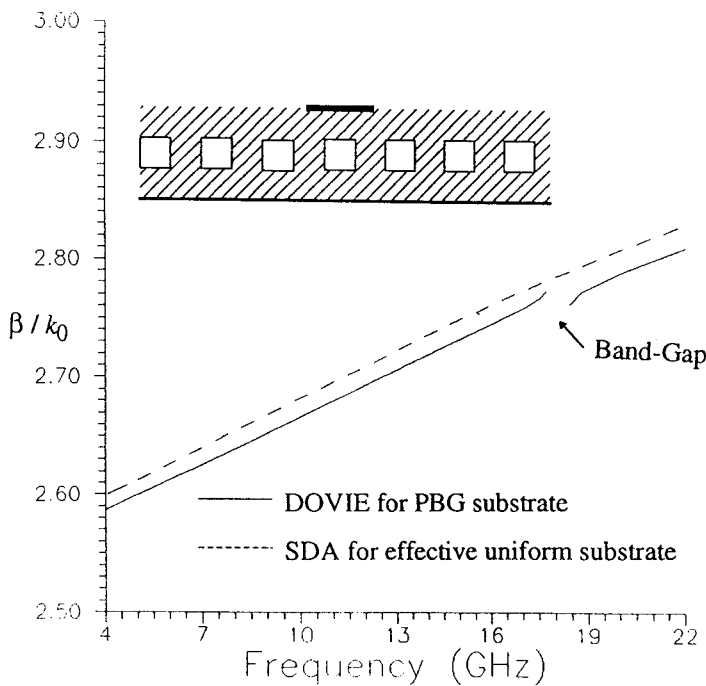 3.00
2.90
2.80
β / k0
2.70
Band-Gap
2.60
DOVIE for PBG substrate
SDA for effective uniform substrate
2.50
4 7 10 13 16 19 22
Frequency (GHz)